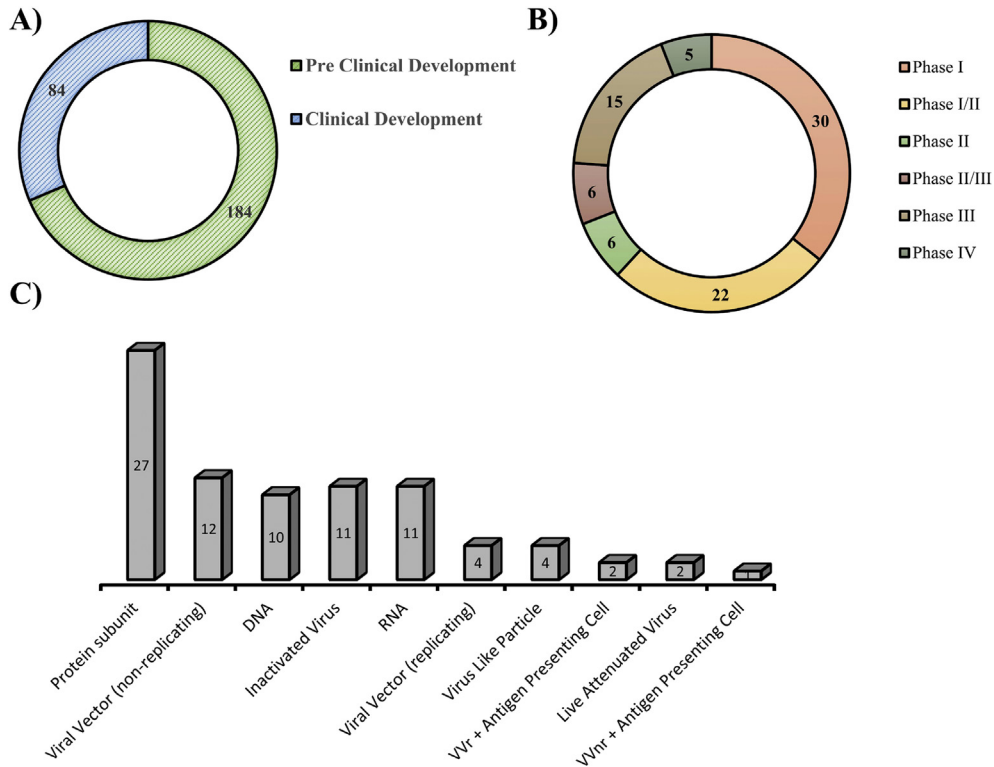 A)
84
184
Pre Clinical Development
Clinical Development
B)
5
15
30
6
6
22
Phase I
Phase I/II
Phase II
Phase II/III
Phase III
Phase IV
C)
27
12
10
11
11
4
4
2
2
1
Protein subunit
Viral Vector (non-replicating)
DNA
Inactivated Virus
RNA
Viral Vector (replicating)
Virus Like Particle
VVr + Antigen Presenting Cell
Live Attenuated Virus
VVnr + Antigen Presenting Cell